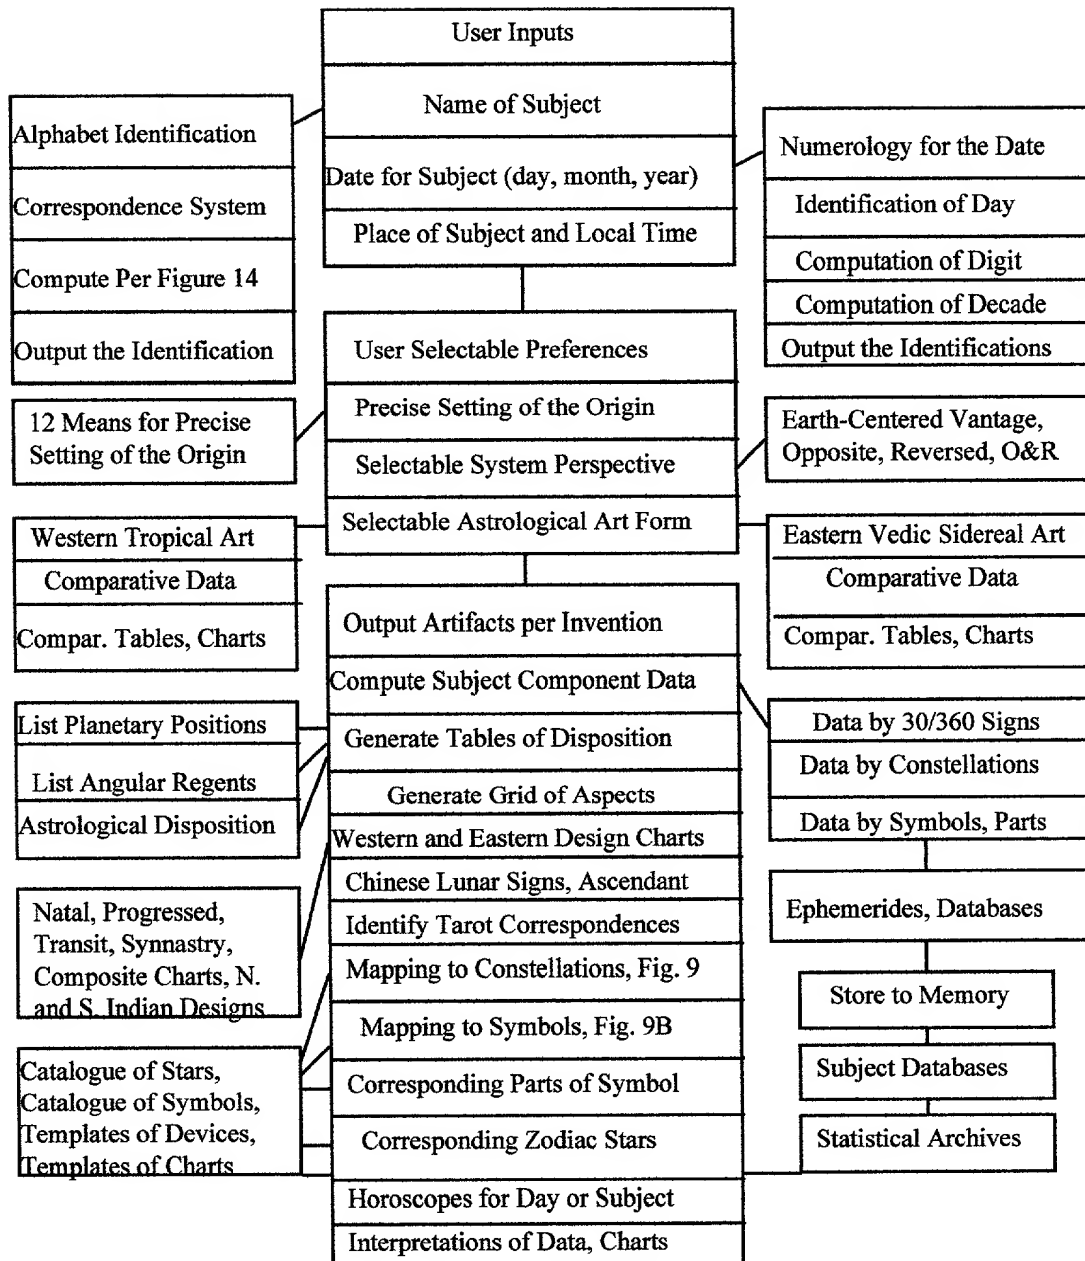 User Inputs
Name of Subject
Date for Subject (day, month, year)
Place of Subject and Local Time
Alphabet Identification
Correspondence System
Compute Per Figure 14
Output the Identification
Numerology for the Date
Identification of Day
Computation of Digit
Computation of Decade
Output the Identifications
User Selectable Preferences
Precise Setting of the Origin
Selectable System Perspective
Selectable Astrological Art Form
12 Means for Precise
Setting of the Origin
Earth-Centered Vantage,
Opposite, Reversed, O&R
Western Tropical Art
Comparative Data
Compar. Tables, Charts
Eastern Vedic Sidereal Art
Comparative Data
Compar. Tables, Charts
Output Artifacts per Invention
Compute Subject Component Data
Generate Tables of Disposition
Generate Grid of Aspects
Western and Eastern Design Charts
Chinese Lunar Signs, Ascendant
Identify Tarot Correspondences
Mapping to Constellations, Fig. 9
Mapping to Symbols, Fig. 9B
Corresponding Parts of Symbol
Corresponding Zodiac Stars
Horoscopes for Day or Subject
Interpretations of Data, Charts
List Planetary Positions
List Angular Regents
Astrological Disposition
Natal, Progressed,
Transit, Synnastry,
Composite Charts, N.
and S. Indian Designs
Catalogue of Stars,
Catalogue of Symbols,
Templates of Devices,
Templates of Charts
Data by 30/360 Signs
Data by Constellations
Data by Symbols, Parts
Ephemerides, Databases
Store to Memory
Subject Databases
Statistical Archives